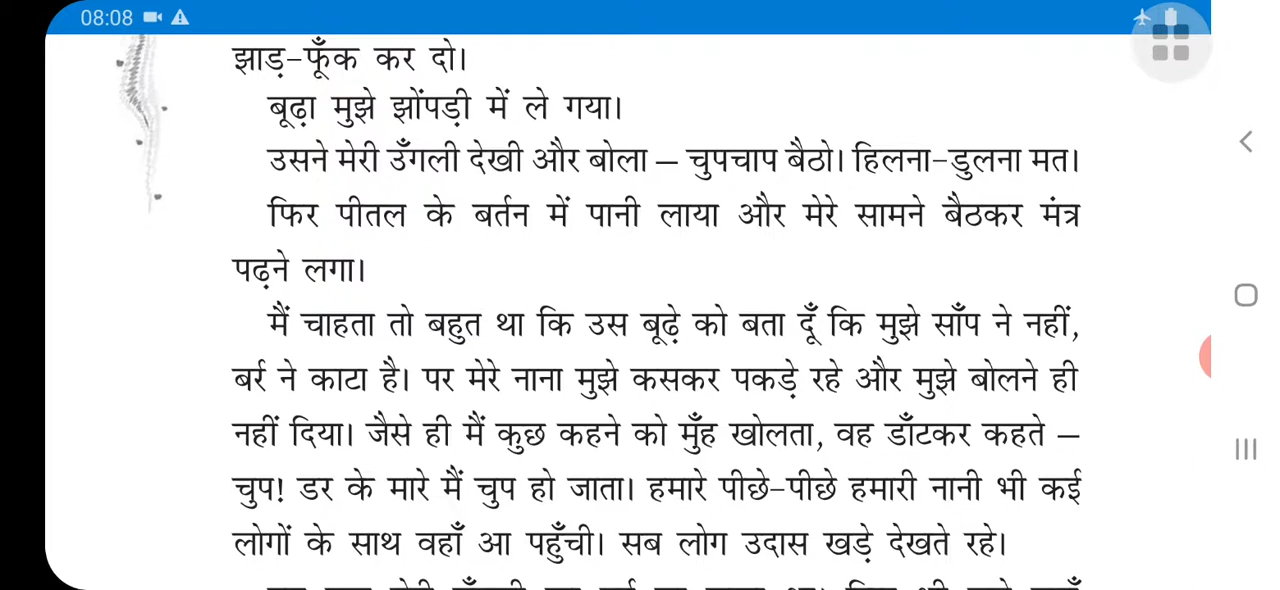 08:08
झाड़-फूँक कर दो।
बूढ़ा मुझे झोंपड़ी में ले गया।
उसने मेरी उँगली देखी और बोला – चुपचाप बैठो। हिलना-डुलना मत।
फिर पीतल के बर्तन में पानी लाया और मेरे सामने बैठकर मंत्र
पढ़ने लगा।
मैं चाहता तो बहुत था कि उस बूढ़े को बता दूँ कि मुझे साँप ने नहीं,
बर्र ने काटा है। पर मेरे नाना मुझे कसकर पकड़े रहे और मुझे बोलने ही
नहीं दिया। जैसे ही मैं कुछ कहने को मुँह खोलता, वह डाँटकर कहते –
चुप! डर के मारे मैं चुप हो जाता। हमारे पीछे-पीछे हमारी नानी भी कई
लोगों के साथ वहाँ आ पहुँची। सब लोग उदास खड़े देखते रहे।